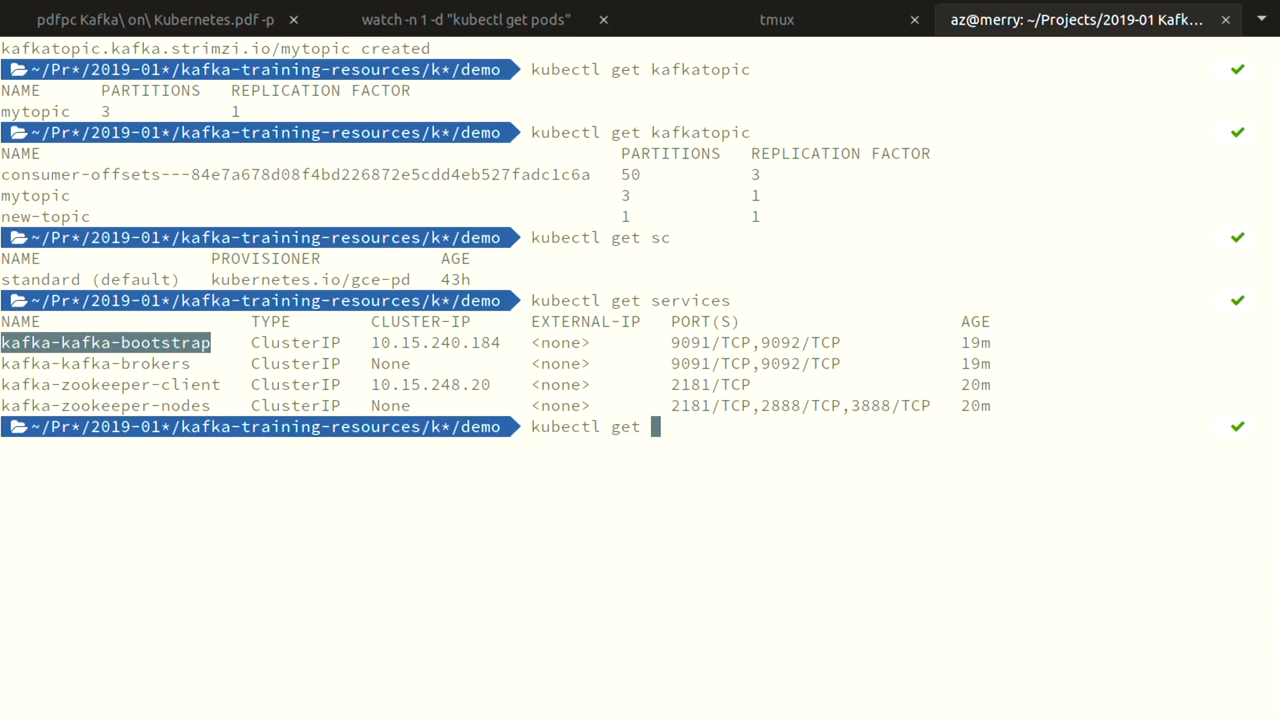 pdfpc Kafka\ on\ Kubernetes.pdf -p
watch -n 1 -d "kubectl get pods"
tmux
az@merry: ~/Projects/2019-01 Kafk...
kafkatopic.kafka.strimzi.io/mytopic created
~/Pr*/2019-01*/kafka-training-resources/k*/demo kubectl get kafkatopic
NAME PARTITIONS REPLICATION FACTOR
mytopic 3 1
~/Pr*/2019-01*/kafka-training-resources/k*/demo kubectl get kafkatopic
NAME PARTITIONS REPLICATION FACTOR
consumer-offsets---84e7a678d08f4bd226872e5cdd4eb527fadc1c6a 50 3
mytopic 3 1
new-topic 1 1
~/Pr*/2019-01*/kafka-training-resources/k*/demo kubectl get sc
NAME PROVISIONER AGE
standard (default) kubernetes.io/gce-pd 43h
~/Pr*/2019-01*/kafka-training-resources/k*/demo kubectl get services
NAME TYPE CLUSTER-IP EXTERNAL-IP PORT(S) AGE
kafka-kafka-bootstrap ClusterIP 10.15.240.184 <none> 9091/TCP,9092/TCP 19m
kafka-kafka-brokers ClusterIP None <none> 9091/TCP,9092/TCP 19m
kafka-zookeeper-client ClusterIP 10.15.248.20 <none> 2181/TCP 20m
kafka-zookeeper-nodes ClusterIP None <none> 2181/TCP,2888/TCP,3888/TCP 20m
~/Pr*/2019-01*/kafka-training-resources/k*/demo kubectl get